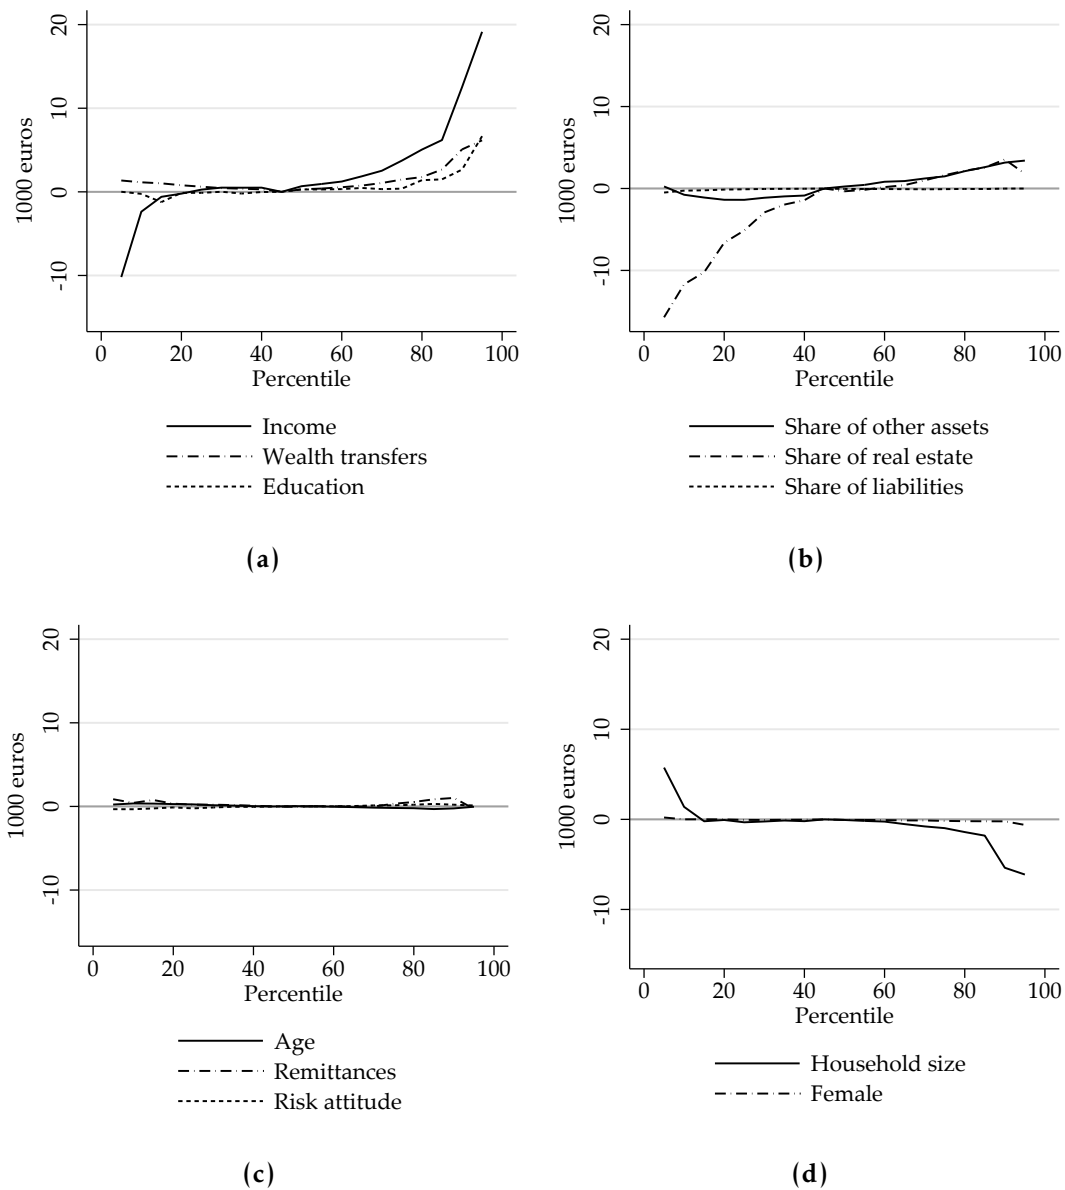 20
10
0
-10
1000 euros
0 20 40 60 80 100
Percentile
Income
Wealth transfers
Education
(a)
20
10
0
-10
1000 euros
0 20 40 60 80 100
Percentile
Share of other assets
Share of real estate
Share of liabilities
(b)
20
10
0
-10
1000 euros
0 20 40 60 80 100
Percentile
Age
Remittances
Risk attitude
(c)
20
10
0
-10
1000 euros
0 20 40 60 80 100
Percentile
Household size
Female
(d)